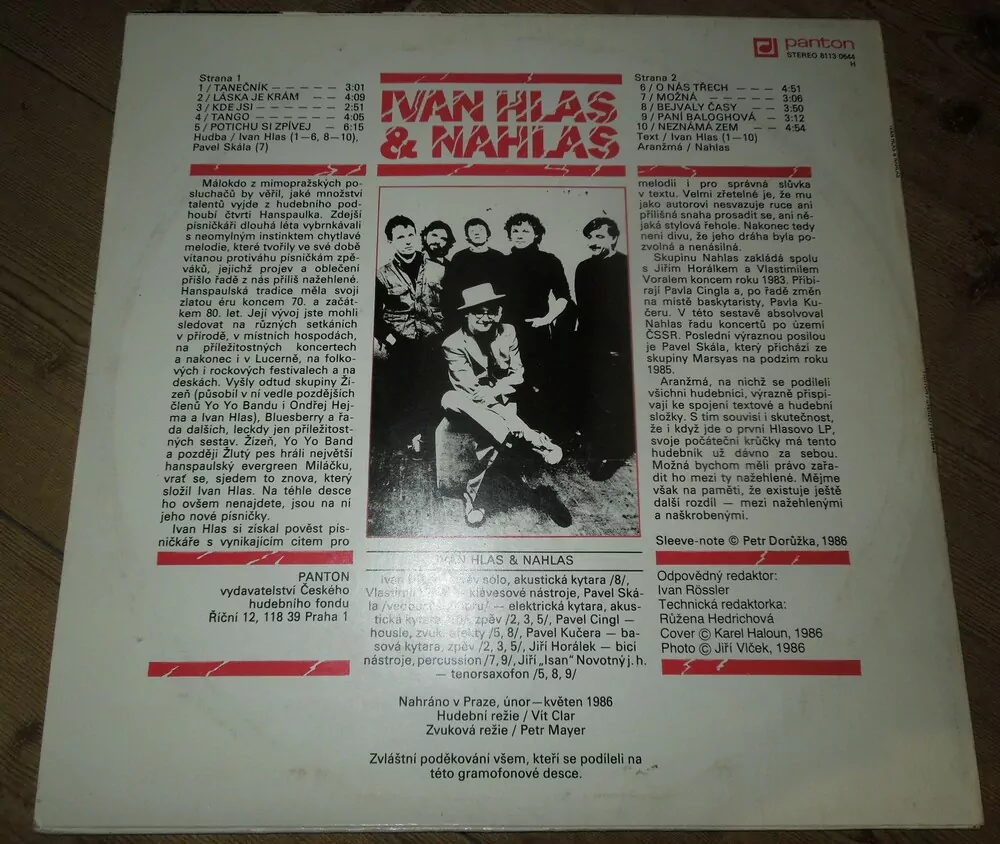 panton
STEREO 8113 0644
H
Strana 1
1 / TANEČNÍK — — — — — 3:01
2 / LÁSKA JE KRÁM — — — 4:09
3 / KDE JSI — — — — — — 2:51
4 / TANGO — — — — — — 4:05
5 / POTICHU SI ZPÍVEJ — 6:15
Hudba / Ivan Hlas (1—6, 8—10),
Pavel Skála (7)
IVAN HLAS
& NAHLAS
Strana 2
6 / O NÁS TŘECH — — — 4:51
7 / MOŽNÁ — — — — — 3:06
8 / BEJVALY ČASY — — — 3:50
9 / PANÍ BALOGHOVÁ — — 3:12
10 / NEZNÁMÁ ZEM — — 4:54
Text / Ivan Hlas (1—10)
Aranžmá / Nahlas
Málokdo z mimopražských po-
sluchačů by věřil, jaké množství
talentů vyjde z hudebního pod-
houbí čtvrti Hanspaulka. Zdejší
písničkáři dlouhá léta vybrnkávali
s neomylným instinktem chytlavé
melodie, které tvořily ve své době
vítanou protiváhu písničkám zpě-
váků, jejichž projev a oblečení
přišlo řadě z nás příliš nažehlené.
Hanspaulská tradice měla svoji
zlatou éru koncem 70. a začát-
kem 80. let. Její vývoj jste mohli
sledovat na různých setkáních
v přírodě, v místních hospodách,
na příležitostných koncertech
a nakonec i v Lucerně, na folko-
vých i rockových festivalech a na
deskách. Vyšly odtud skupiny Ží-
zeň (působil v ní vedle pozdějších
členů Yo Yo Bandu i Ondřej Hej-
ma a Ivan Hlas), Bluesberry a řa-
da dalších, leckdy jen příležitost-
ných sestav. Žízeň, Yo Yo Band
a později Žlutý pes hráli největší
hanspaulský evergreen Miláčku,
vrať se, sjedem to znova, který
složil Ivan Hlas. Na téhle desce
ho ovšem nenajdete, jsou na ní
jeho nové písničky.
Ivan Hlas si získal pověst pís-
ničkáře s vynikajícím citem pro
melodii i pro správná slůvka
v textu. Velmi zřetelné je, že mu
jako autorovi nesvazuje ruce ani
přílišná snaha prosadit se, ani ně-
jaká stylová řehole. Nakonec tedy
není divu, že jeho dráha byla po-
zvolná a nenásilná.
Skupinu Nahlas zakládá spolu
s Jiřím Horálkem a Vlastimilem
Voralem koncem roku 1983. Přibí-
rají Pavla Cingla a, po řadě změn
na místě baskytaristy, Pavla Ku-
čeru. V této sestavě absolvoval
Nahlas řadu koncertů po území
ČSSR. Poslední výraznou posilou
je Pavel Skála, který přichází ze
skupiny Marsyas na podzim roku
1985.
Aranžmá, na nichž se podíleli
všichni hudebníci, výrazně přispí-
vají ke spojení textové a hudební
složky. S tím souvisí i skutečnost,
že i když jde o první Hlasovo LP,
svoje počáteční krůčky má tento
hudebník už dávno za sebou.
Možná bychom měli právo zařa-
dit ho mezi ty nažehlené. Mějme
však na paměti, že existuje ještě
další rozdíl — mezi nažehlenými
a naškrobenými.
Sleeve-note © Petr Dorůžka, 1986
PANTON
vydavatelství Českého
hudebního fondu
Říční 12, 118 39 Praha 1
IVAN HLAS & NAHLAS
Ivan sólo, akustická kytara /8/,
klávesové nástroje, Pavel Ská-
la — elektrická kytara, akus-
tická zpěv /2, 3, 5/, Pavel Cingl —
housle, zvuk. efekty /5, 8/, Pavel Kučera — ba-
sová kytara, zpěv /2, 3, 5/, Jiří Horálek — bicí
nástroje, percussion /7, 9/, Jiří „Isan“ Novotný j. h.
— tenorsaxofon /5, 8, 9/
Nahráno v Praze, únor—květen 1986
Hudební režie / Vít Clar
Zvuková režie / Petr Mayer
Zvláštní poděkování všem, kteří se podíleli na
této gramofonové desce.
Odpovědný redaktor:
Ivan Rössler
Technická redaktorka:
Růžena Hedrichová
Cover © Karel Haloun, 1986
Photo © Jiří Vlček, 1986